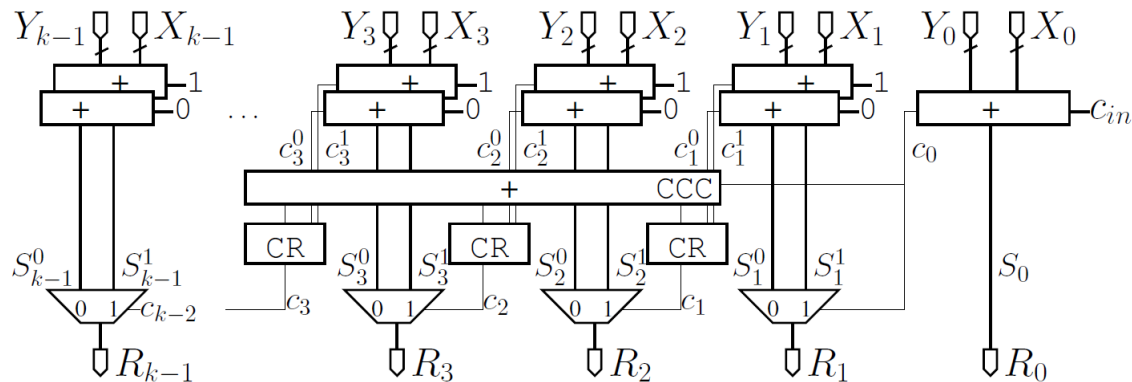 Y_{k-1} X_{k-1} Y_3 X_3 Y_2 X_2 Y_1 X_1 Y_0 X_0
+ 1 + 1 + 1 + 1
+ 0 + 0 + 0 + 0 + c_{in}
... c_3^0 c_3^1 c_2^0 c_2^1 c_1^0 c_1^1 c_0
+ CCC
CR CR CR
S_{k-1}^0 S_{k-1}^1 S_3^0 S_3^1 S_2^0 S_2^1 S_1^0 S_1^1 S_0
0 1 c_{k-2} c_3 0 1 c_2 0 1 c_1 0 1
R_{k-1} R_3 R_2 R_1 R_0